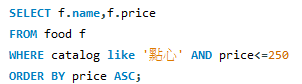 SELECT f.name,f.price
FROM food f
WHERE catalog like '點心' AND price<=250
ORDER BY price ASC;